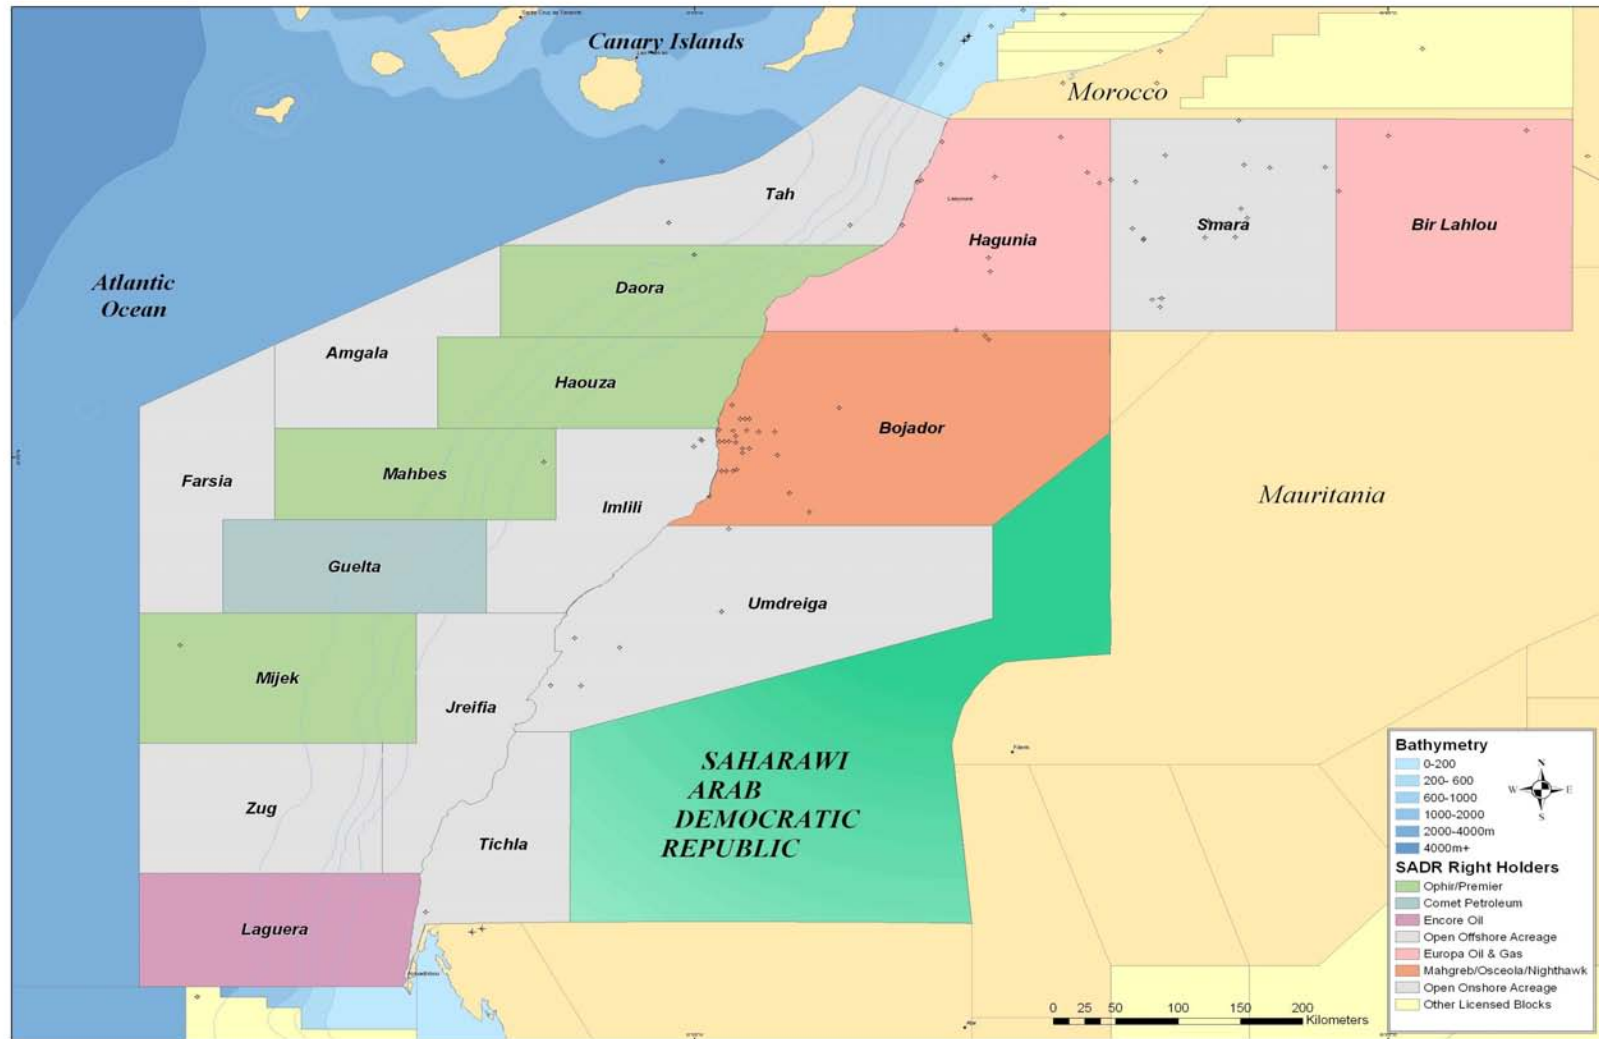 Canary Islands
Morocco
Tah
Hagunia
Smara
Bir Lahlou
Atlantic
Ocean
Daora
Amgala
Haouza
Bojador
Farsia
Mahbes
Imlili
Mauritania
Guelta
Umdreiga
Mijek
Jreifia
SAHARAWI
ARAB
DEMOCRATIC
REPUBLIC
Zug
Tichla
Laguera
Bathymetry
0-200
200- 600
600-1000
1000-2000
2000-4000m
4000m+
N
W E
S
SADR Right Holders
Ophir/Premier
Comet Petroleum
Encore Oil
Open Offshore Acreage
Europa Oil & Gas
Mahgreb/Osceola/Nighthawk
Open Onshore Acreage
Other Licensed Blocks
0 25 50 100 150 200
Kilometers